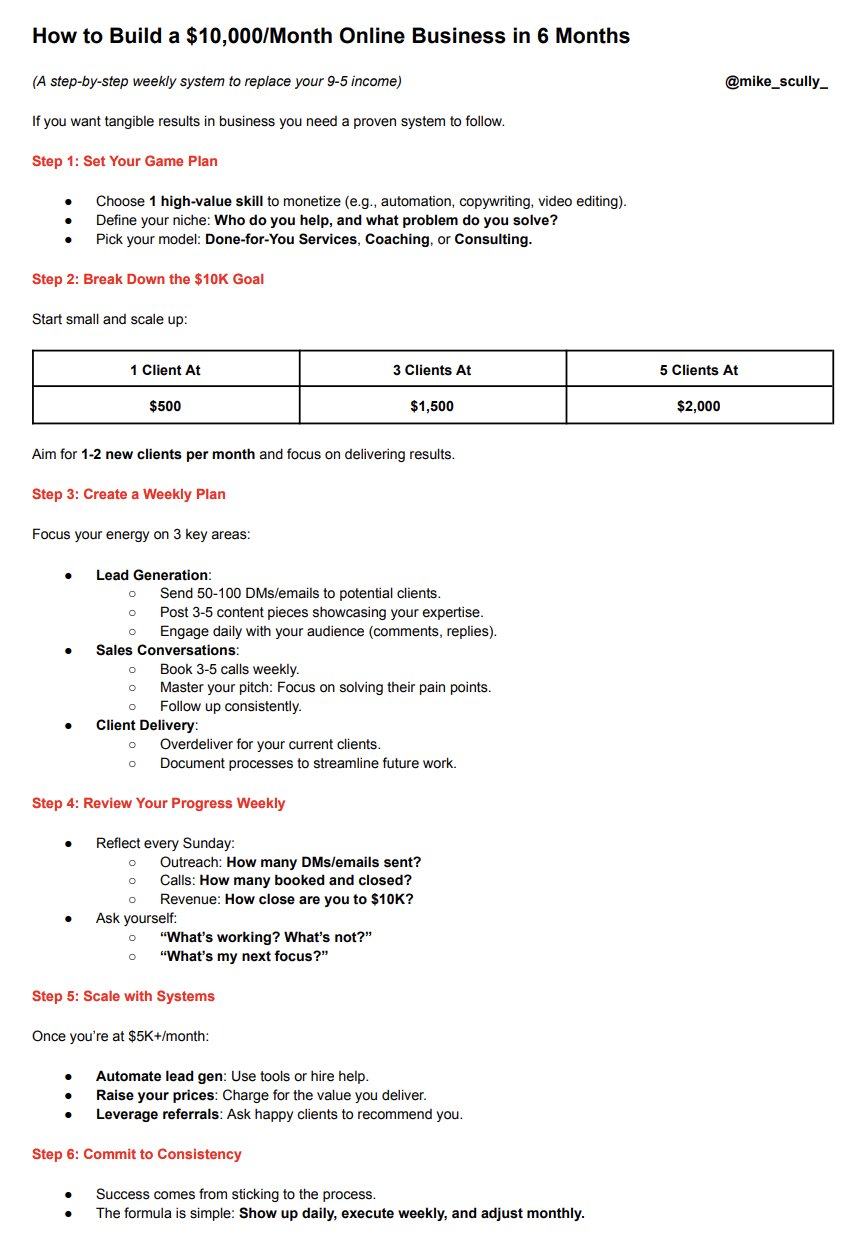 How to Build a $10,000/Month Online Business in 6 Months
(A step-by-step weekly system to replace your 9-5 income) @mike_scully_
If you want tangible results in business you need a proven system to follow.
Step 1: Set Your Game Plan
● Choose 1 high-value skill to monetize (e.g., automation, copywriting, video editing).
● Define your niche: Who do you help, and what problem do you solve?
● Pick your model: Done-for-You Services, Coaching, or Consulting.
Step 2: Break Down the $10K Goal
Start small and scale up:
1 Client At 3 Clients At 5 Clients At
$500 $1,500 $2,000
Aim for 1-2 new clients per month and focus on delivering results.
Step 3: Create a Weekly Plan
Focus your energy on 3 key areas:
● Lead Generation:
○ Send 50-100 DMs/emails to potential clients.
○ Post 3-5 content pieces showcasing your expertise.
○ Engage daily with your audience (comments, replies).
● Sales Conversations:
○ Book 3-5 calls weekly.
○ Master your pitch: Focus on solving their pain points.
○ Follow up consistently.
● Client Delivery:
○ Overdeliver for your current clients.
○ Document processes to streamline future work.
Step 4: Review Your Progress Weekly
● Reflect every Sunday:
○ Outreach: How many DMs/emails sent?
○ Calls: How many booked and closed?
○ Revenue: How close are you to $10K?
● Ask yourself:
○ “What’s working? What’s not?”
○ “What’s my next focus?”
Step 5: Scale with Systems
Once you’re at $5K+/month:
● Automate lead gen: Use tools or hire help.
● Raise your prices: Charge for the value you deliver.
● Leverage referrals: Ask happy clients to recommend you.
Step 6: Commit to Consistency
● Success comes from sticking to the process.
● The formula is simple: Show up daily, execute weekly, and adjust monthly.